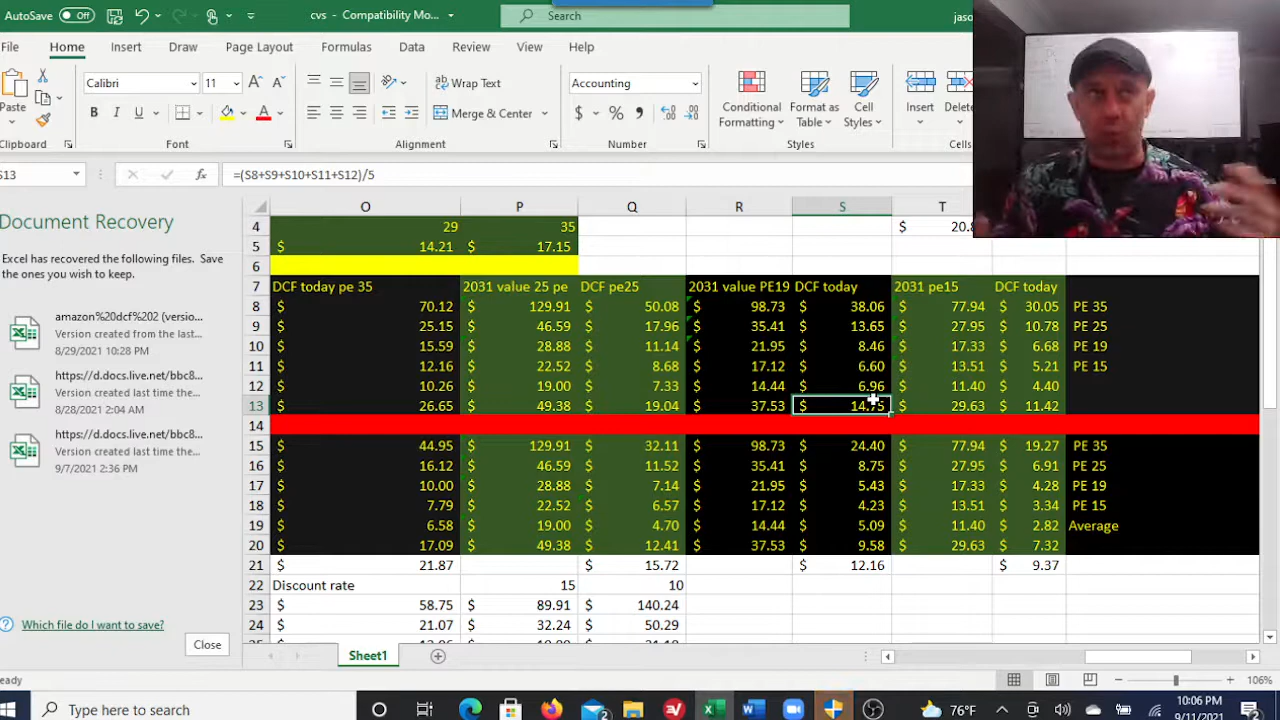 AutoSave Off cvs - Compatibility Mo... Search jaso
File Home Insert Draw Page Layout Formulas Data Review View Help
Calibri 11 Wrap Text Accounting
Paste B I U Merge & Center $ % Conditional Formatting Format as Table Cell Styles Insert Delete
Clipboard Font Alignment Number Styles Cells
S13 fx =(S8+S9+S10+S11+S12)/5
Document Recovery
Excel has recovered the following files. Save
the ones you wish to keep.
amazon%20dcf%202 (versio...
Version created from the last...
8/29/2021 10:28 PM
https://d.docs.live.net/bbc8...
Version created last time the...
8/28/2021 2:04 AM
https://d.docs.live.net/bbc8...
Version created last time the...
9/7/2021 2:36 PM
Which file do I want to save?
Close
O P Q R S T
4 29 35 $ 20.8
5 $ 14.21 $ 17.15
6
7 DCF today pe 35 2031 value 25 pe DCF pe25 2031 value PE19 DCF today 2031 pe15 DCF today
8 $ 70.12 $ 129.91 $ 50.08 $ 98.73 $ 38.06 $ 77.94 $ 30.05 PE 35
9 $ 25.15 $ 46.59 $ 17.96 $ 35.41 $ 13.65 $ 27.95 $ 10.78 PE 25
10 $ 15.59 $ 28.88 $ 11.14 $ 21.95 $ 8.46 $ 17.33 $ 6.68 PE 19
11 $ 12.16 $ 22.52 $ 8.68 $ 17.12 $ 6.60 $ 13.51 $ 5.21 PE 15
12 $ 10.26 $ 19.00 $ 7.33 $ 14.44 $ 6.96 $ 11.40 $ 4.40
13 $ 26.65 $ 49.38 $ 19.04 $ 37.53 $ 14.75 $ 29.63 $ 11.42
14
15 $ 44.95 $ 129.91 $ 32.11 $ 98.73 $ 24.40 $ 77.94 $ 19.27 PE 35
16 $ 16.12 $ 46.59 $ 11.52 $ 35.41 $ 8.75 $ 27.95 $ 6.91 PE 25
17 $ 10.00 $ 28.88 $ 7.14 $ 21.95 $ 5.43 $ 17.33 $ 4.28 PE 19
18 $ 7.79 $ 22.52 $ 6.57 $ 17.12 $ 4.23 $ 13.51 $ 3.34 PE 15
19 $ 6.58 $ 19.00 $ 4.70 $ 14.44 $ 5.09 $ 11.40 $ 2.82 Average
20 $ 17.09 $ 49.38 $ 12.41 $ 37.53 $ 9.58 $ 29.63 $ 7.32
21 $ 21.87 $ 15.72 $ 12.16 $ 9.37
22 Discount rate 15 10
23 $ 58.75 $ 89.91 $ 140.24
24 $ 21.07 $ 32.24 $ 50.29
Sheet1
106%
Type here to search 76°F 10:06 PM
9/11/2021 2